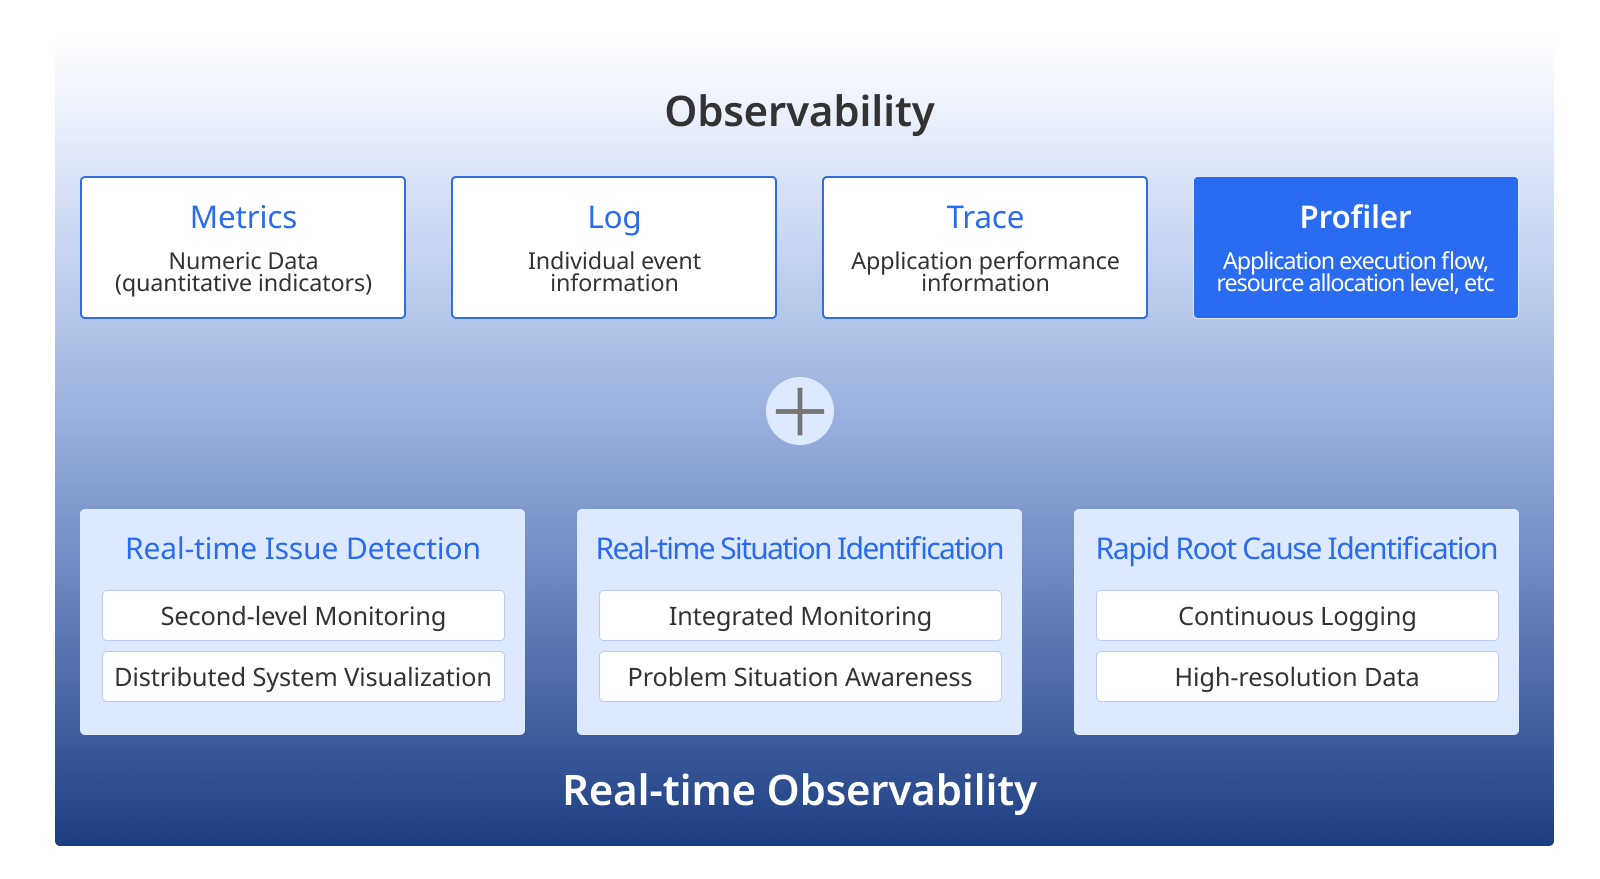 Observability
Metrics
Numeric Data
(quantitative indicators)
Log
Individual event
information
Trace
Application performance
information
Profiler
Application execution flow,
resource allocation level, etc
Real-time Issue Detection
Second-level Monitoring
Distributed System Visualization
Real-time Situation Identification
Integrated Monitoring
Problem Situation Awareness
Rapid Root Cause Identification
Continuous Logging
High-resolution Data
Real-time Observability